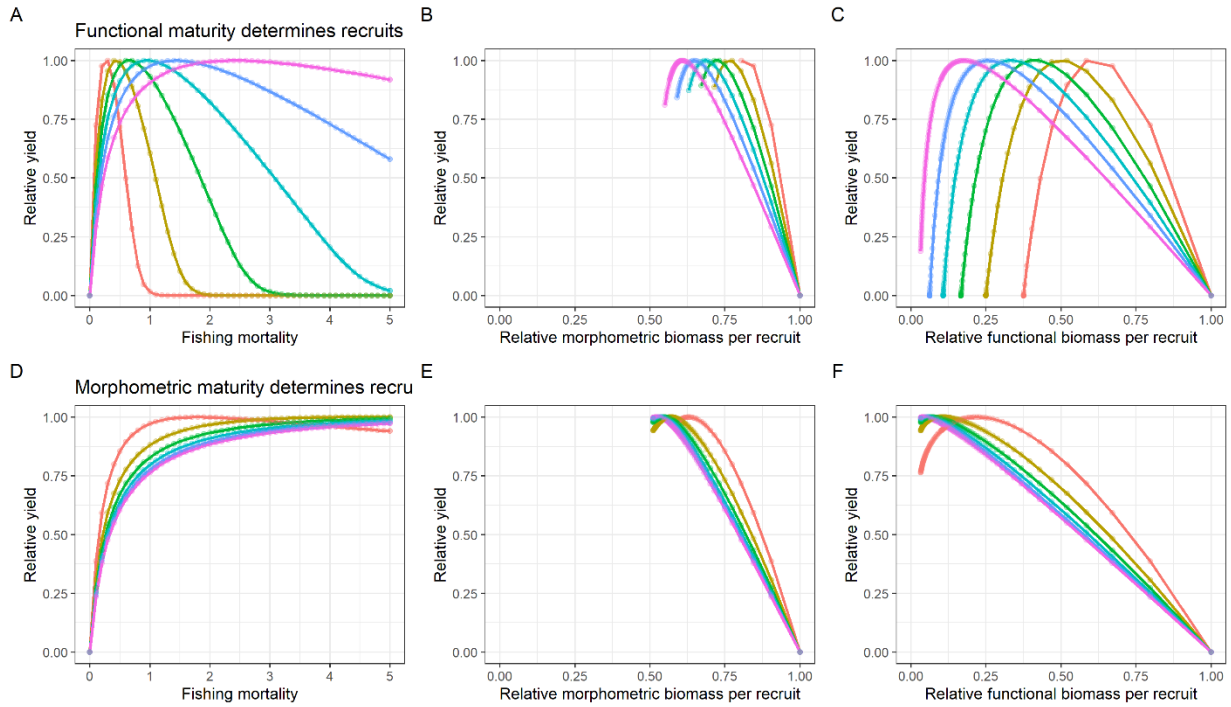 A
Functional maturity determines recruits
Relative yield
1.00
0.75
0.50
0.25
0.00
0 1 2 3 4 5
Fishing mortality
B
Relative yield
1.00
0.75
0.50
0.25
0.00
0.00 0.25 0.50 0.75 1.00
Relative morphometric biomass per recruit
C
Relative yield
1.00
0.75
0.50
0.25
0.00
0.00 0.25 0.50 0.75 1.00
Relative functional biomass per recruit
D
Morphometric maturity determines recru
Relative yield
1.00
0.75
0.50
0.25
0.00
0 1 2 3 4 5
Fishing mortality
E
Relative yield
1.00
0.75
0.50
0.25
0.00
0.00 0.25 0.50 0.75 1.00
Relative morphometric biomass per recruit
F
Relative yield
1.00
0.75
0.50
0.25
0.00
0.00 0.25 0.50 0.75 1.00
Relative functional biomass per recruit